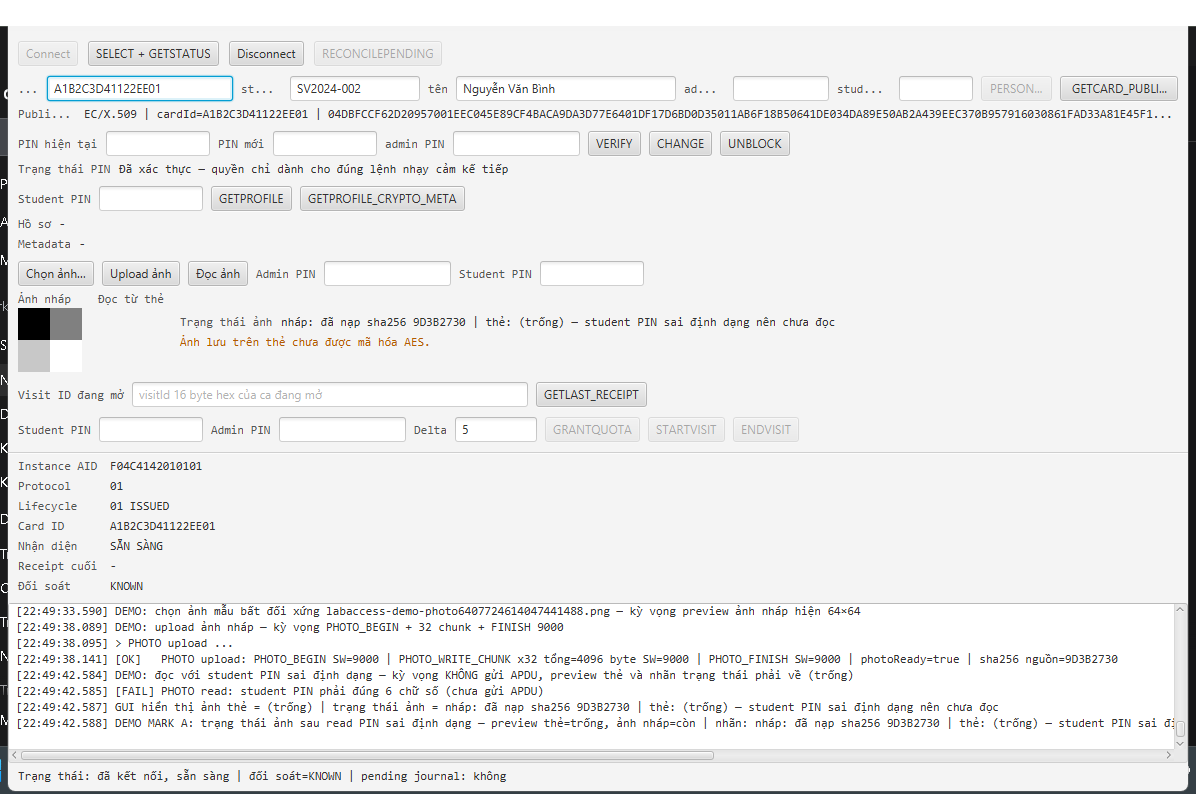 Connect SELECT + GETSTATUS Disconnect RECONCILEPENDING
... A1B2C3D41122EE01 st... SV2024-002 tên Nguyễn Văn Bình ad... stud... PERSON... GETCARD_PUBLI...
Publi... EC/X.509 | cardId=A1B2C3D41122EE01 | 04DBFCCF62D20957001EEC045E89CF4BACA9DA3D77E6401DF17D6BD0D35011AB6F18B50641DE034DA89E50AB2A439EEC370B957916030861FAD33A81E45F1...
PIN hiện tại PIN mới admin PIN VERIFY CHANGE UNBLOCK
Trạng thái PIN Đã xác thực — quyền chỉ dành cho đúng lệnh nhạy cảm kế tiếp
Student PIN GETPROFILE GETPROFILE_CRYPTO_META
Hồ sơ -
Metadata -
Chọn ảnh... Upload ảnh Đọc ảnh Admin PIN Student PIN
Ảnh nháp Đọc từ thẻ
Trạng thái ảnh nháp: đã nạp sha256 9D3B2730 | thẻ: (trống) — student PIN sai định dạng nên chưa đọc
Ảnh lưu trên thẻ chưa được mã hóa AES.
Visit ID đang mở visitId 16 byte hex của ca đang mở GETLAST_RECEIPT
Student PIN Admin PIN Delta 5 GRANTQUOTA STARTVISIT ENDVISIT
Instance AID F04C4142010101
Protocol 01
Lifecycle 01 ISSUED
Card ID A1B2C3D41122EE01
Nhận diện SẴN SÀNG
Receipt cuối -
Đối soát KNOWN
[22:49:33.590] DEMO: chọn ảnh mẫu bất đối xứng labaccess-demo-photo6407724614047441488.png — kỳ vọng preview ảnh nháp hiện 64×64
[22:49:38.089] DEMO: upload ảnh nháp — kỳ vọng PHOTO_BEGIN + 32 chunk + FINISH 9000
[22:49:38.095] > PHOTO upload ...
[22:49:38.141] [OK] PHOTO upload: PHOTO_BEGIN SW=9000 | PHOTO_WRITE_CHUNK x32 tổng=4096 byte SW=9000 | PHOTO_FINISH SW=9000 | photoReady=true | sha256 nguồn=9D3B2730
[22:49:42.584] DEMO: đọc với student PIN sai định dạng — kỳ vọng KHÔNG gửi APDU, preview thẻ và nhãn trạng thái phải về (trống)
[22:49:42.585] [FAIL] PHOTO read: student PIN phải đúng 6 chữ số (chưa gửi APDU)
[22:49:42.587] GUI hiển thị ảnh thẻ = (trống) | trạng thái ảnh = nháp: đã nạp sha256 9D3B2730 | thẻ: (trống) — student PIN sai định dạng nên chưa đọc
[22:49:42.588] DEMO MARK A: trạng thái ảnh sau read PIN sai định dạng — preview thẻ=trống, ảnh nháp=còn | nhãn: nháp: đã nạp sha256 9D3B2730 | thẻ: (trống) — student PIN sai
Trạng thái: đã kết nối, sẵn sàng | đối soát=KNOWN | pending journal: không